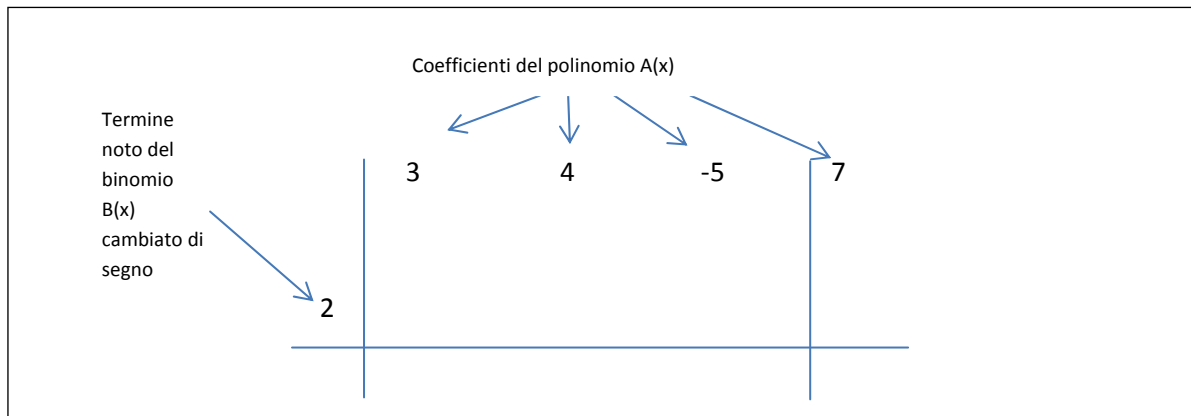 Coefficienti del polinomio A(x)
Termine
noto del
binomio
B(x)
cambiato di
segno
3 4 -5 7
2